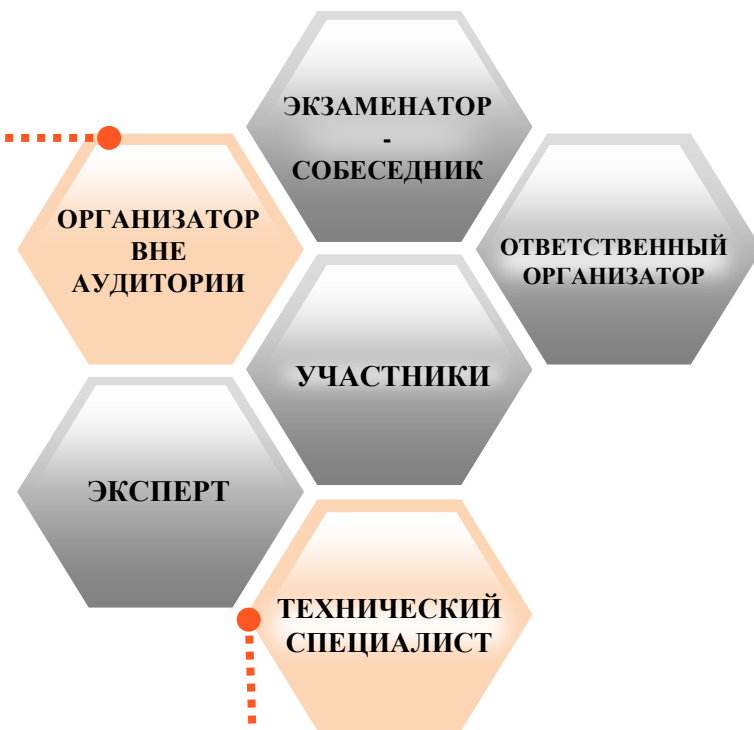 ЭКЗАМЕНАТОР
-
СОБЕСЕДНИК
ОРГАНИЗАТОР
ВНЕ
АУДИТОРИИ
ОТВЕТСТВЕННЫЙ
ОРГАНИЗАТОР
УЧАСТНИКИ
ЭКСПЕРТ
ТЕХНИЧЕСКИЙ
СПЕЦИАЛИСТ